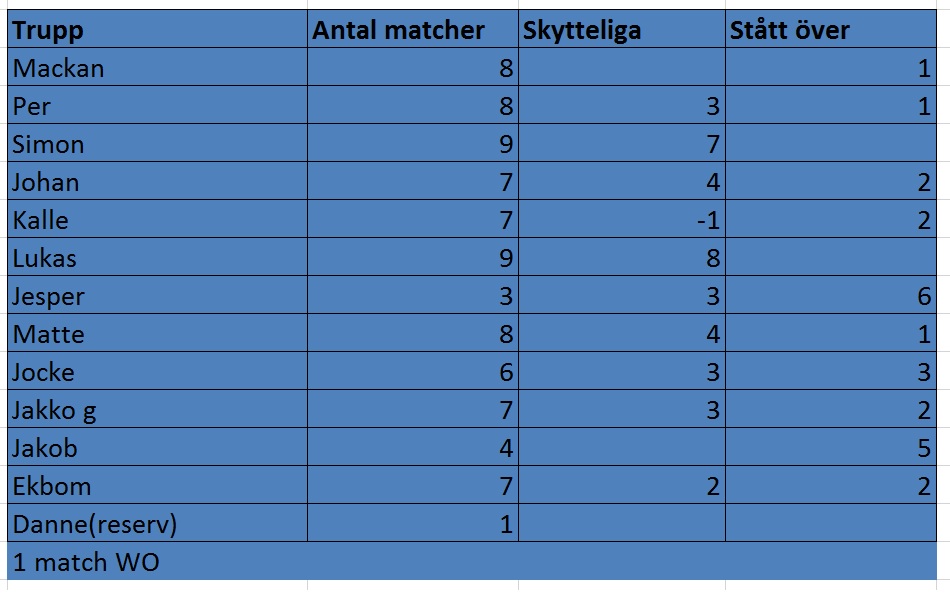 Trupp Antal matcher Skytteliga Stått över
Mackan 8 1
Per 8 3 1
Simon 9 7
Johan 7 4 2
Kalle 7 -1 2
Lukas 9 8
Jesper 3 3 6
Matte 8 4 1
Jocke 6 3 3
Jakko g 7 3 2
Jakob 4 5
Ekbom 7 2 2
Danne(reserv) 1
1 match WO